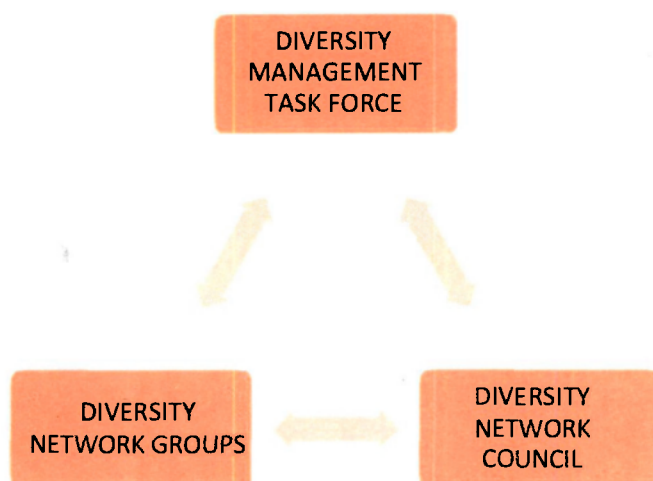 DIVERSITY
MANAGEMENT
TASK FORCE
DIVERSITY
NETWORK GROUPS
DIVERSITY
NETWORK
COUNCIL